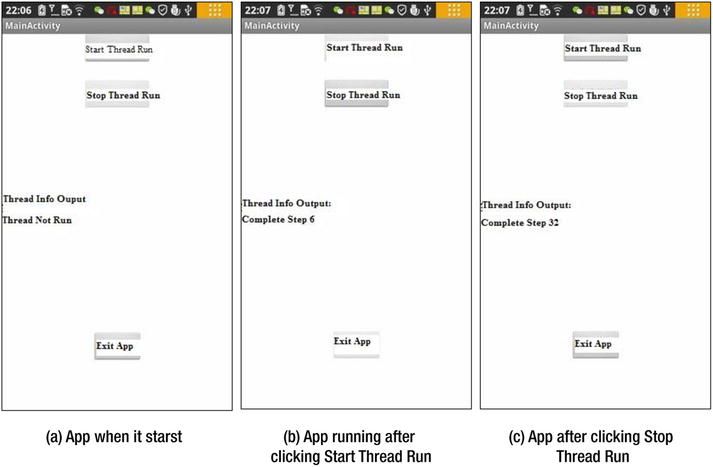 22:06
MainActivity
Start Thread Run
Stop Thread Run
Thread Info Ouput
Thread Not Run
Exit App
(a) App when it starst
22:07
MainActivity
Start Thread Run
Stop Thread Run
Thread Info Output:
Complete Step 6
Exit App
(b) App running after
clicking Start Thread Run
22:07
MainActivity
Start Thread Run
Stop Thread Run
Thread Info Output:
Complete Step 32
Exit App
(c) App after clicking Stop
Thread Run